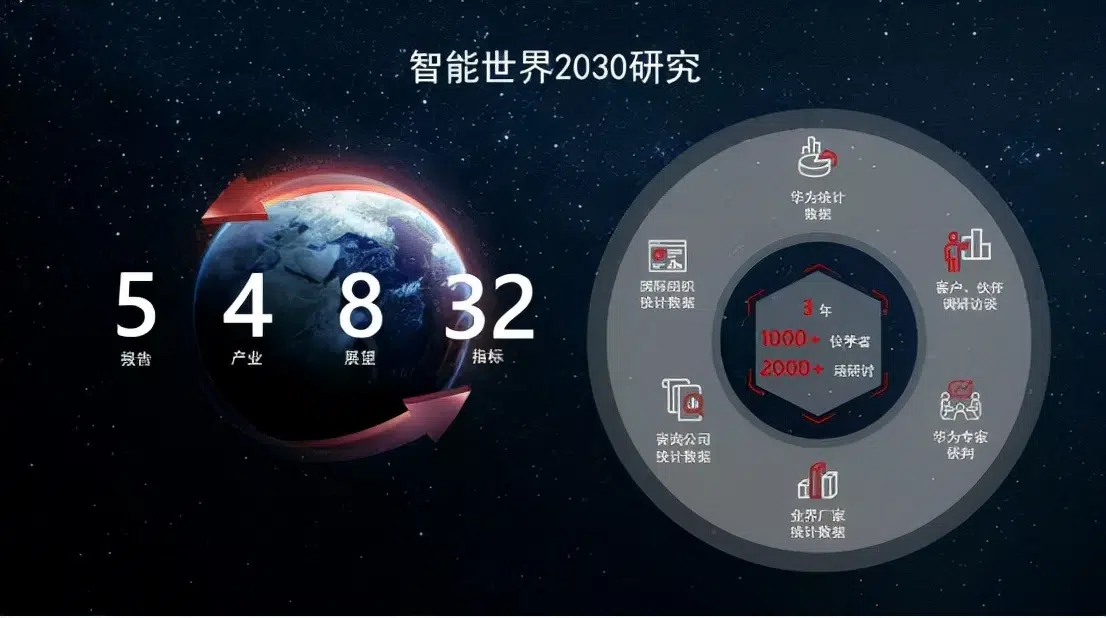 智能世界2030研究
5
报告
4
产业
8
展望
32
指标
华为统计
数据
客户、伙伴
调研访谈
华为专家
研判
业界厂家
统计数据
咨询公司
统计数据
国际组织
统计数据
3 年
1000+ 位学者
2000+